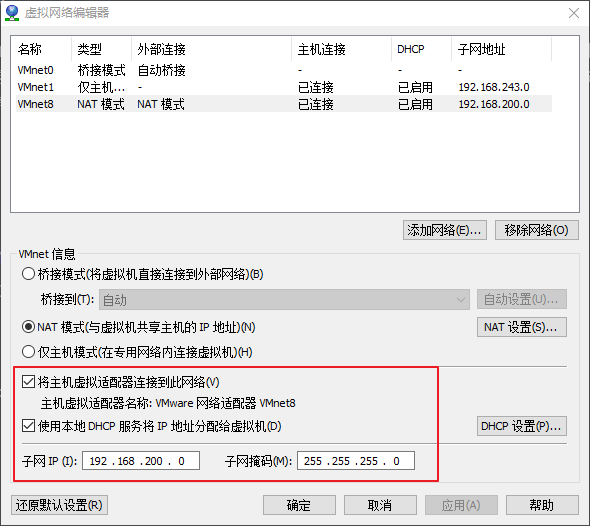 虚拟网络编辑器
名称 类型 外部连接 主机连接 DHCP 子网地址
VMnet0 桥接模式 自动桥接 - - -
VMnet1 仅主机... - 已连接 已启用 192.168.243.0
VMnet8 NAT 模式 NAT 模式 已连接 已启用 192.168.200.0
添加网络(E)... 移除网络(O)
VMnet 信息
桥接模式(将虚拟机直接连接到外部网络)(B)
桥接到(T): 自动 自动设置(U)...
NAT 模式(与虚拟机共享主机的 IP 地址)(N) NAT 设置(S)...
仅主机模式(在专用网络内连接虚拟机)(H)
将主机虚拟适配器连接到此网络(V)
主机虚拟适配器名称: VMware 网络适配器 VMnet8
使用本地 DHCP 服务将 IP 地址分配给虚拟机(D) DHCP 设置(P)...
子网 IP (I): 192 .168 .200 . 0 子网掩码(M): 255 .255 .255 . 0
还原默认设置(R) 确定 取消 应用(A) 帮助